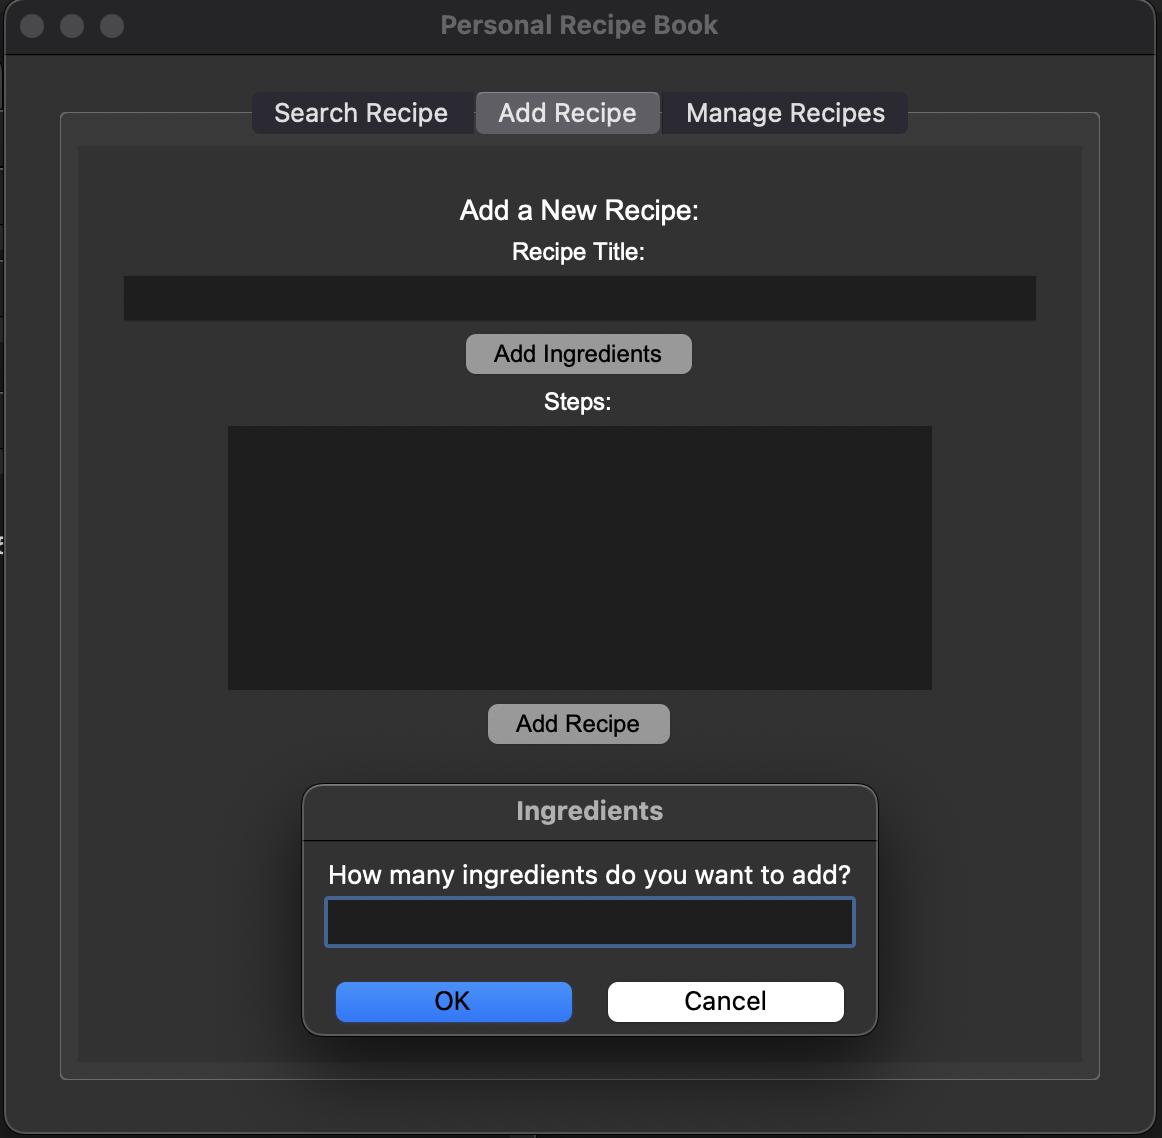 Personal Recipe Book
Search Recipe
Add Recipe
Manage Recipes
Add a New Recipe:
Recipe Title:
Add Ingredients
Steps:
Add Recipe
Ingredients
How many ingredients do you want to add?
OK
Cancel